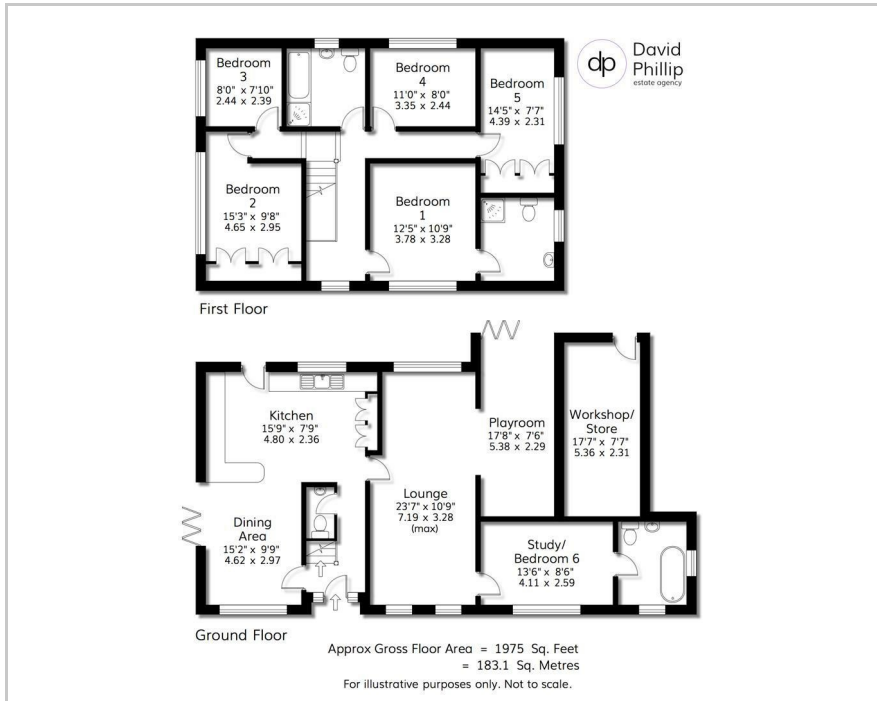 Bedroom
3
8'0" x 7'10"
2.44 x 2.39
Bedroom
4
11'0" x 8'0"
3.35 x 2.44
Bedroom
5
14'5" x 7'7"
4.39 x 2.31
dp
David
Phillip
estate agency
Bedroom
2
15'3" x 9'8"
4.65 x 2.95
Bedroom
1
12'5" x 10'9"
3.78 x 3.28
First Floor
Kitchen
15'9" x 7'9"
4.80 x 2.36
Playroom
17'8" x 7'6"
5.38 x 2.29
Workshop/
Store
17'7" x 7'7"
5.36 x 2.31
Lounge
23'7" x 10'9"
7.19 x 3.28
(max)
Dining
Area
15'2" x 9'9"
4.62 x 2.97
Study/
Bedroom 6
13'6" x 8'6"
4.11 x 2.59
Ground Floor
Approx Gross Floor Area = 1975 Sq. Feet
= 183.1 Sq. Metres
For illustrative purposes only. Not to scale.